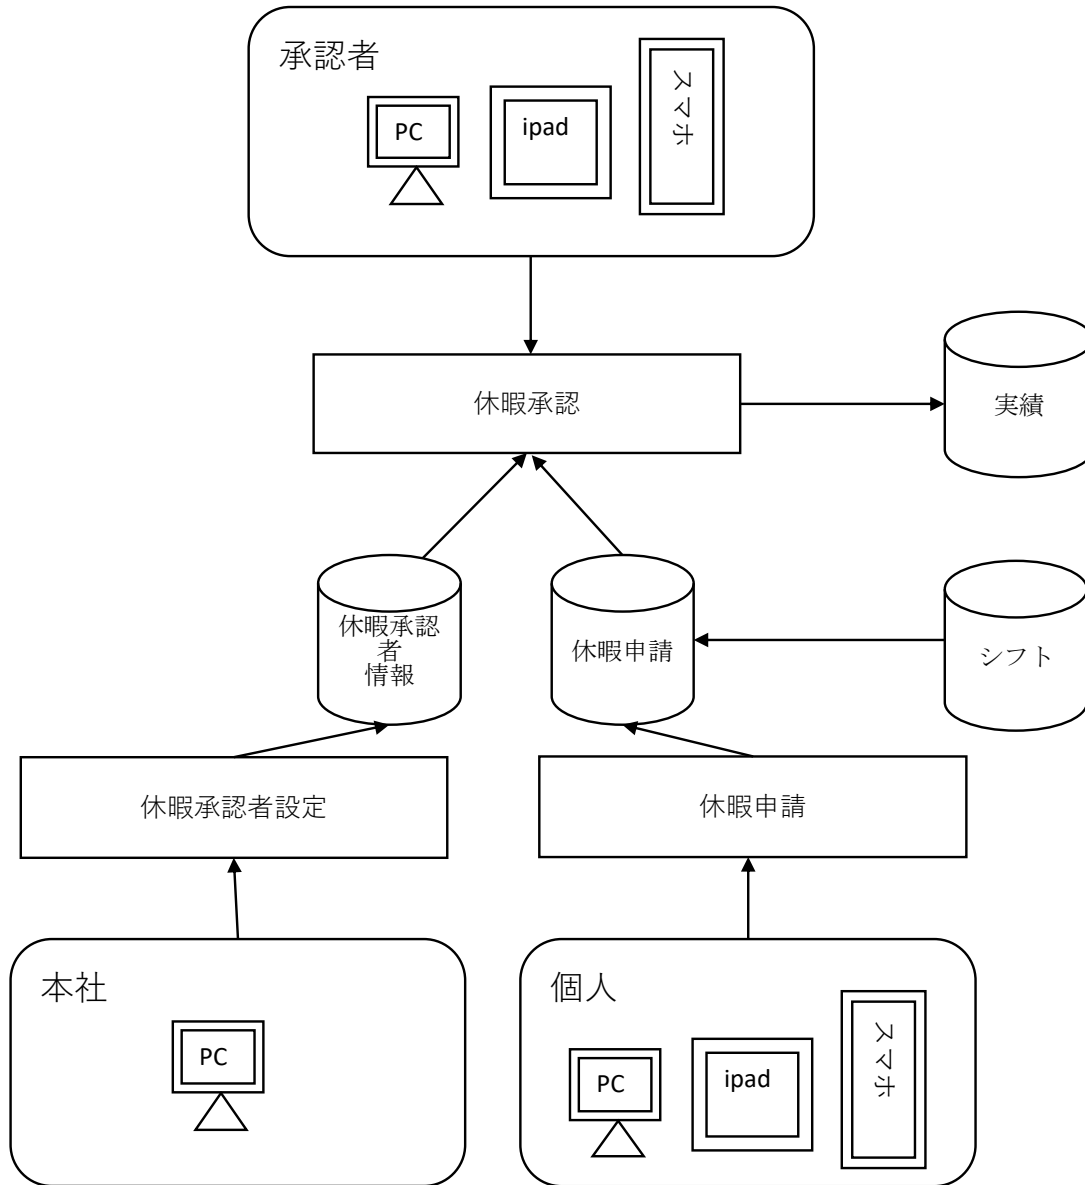 承認者
PC
ipad
スマホ
休暇承認
実績
休暇承認
者
情報
休暇申請
シフト
休暇承認者設定
休暇申請
本社
PC
個人
PC
ipad
スマホ